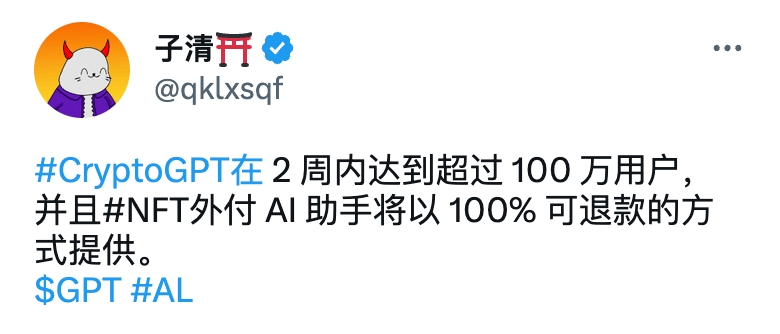 子清⛩️
@qklxsqf
#CryptoGPT在 2 周内达到超过 100 万用户，
并且#NFT外付 AI 助手将以 100% 可退款的方
式提供。
$GPT #AL